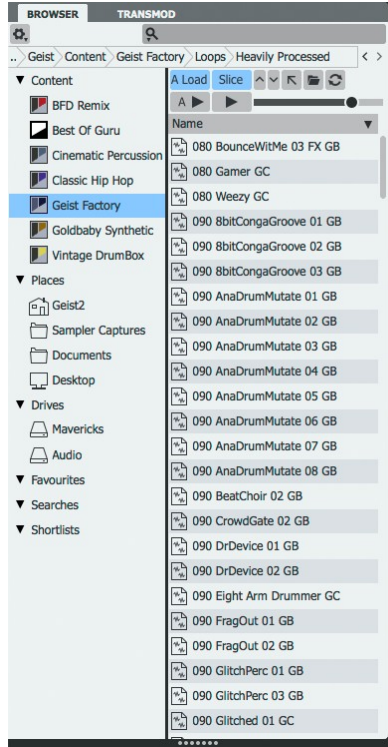 BROWSER TRANSMOD
.. Geist Content Geist Factory Loops Heavily Processed < >
Content
BFD Remix
Best Of Guru
Cinematic Percussion
Classic Hip Hop
Geist Factory
Goldbaby Synthetic
Vintage DrumBox
Places
Geist2
Sampler Captures
Documents
Desktop
Drives
Mavericks
Audio
Favourites
Searches
Shortlists
A Load Slice
A
Name
080 BounceWitMe 03 FX GB
080 Gamer GC
080 Weezy GC
090 8bitCongaGroove 01 GB
090 8bitCongaGroove 02 GB
090 8bitCongaGroove 03 GB
090 AnaDrumMutate 01 GB
090 AnaDrumMutate 02 GB
090 AnaDrumMutate 03 GB
090 AnaDrumMutate 04 GB
090 AnaDrumMutate 05 GB
090 AnaDrumMutate 06 GB
090 AnaDrumMutate 07 GB
090 AnaDrumMutate 08 GB
090 BeatChoir 02 GB
090 CrowdGate 02 GB
090 DrDevice 01 GB
090 DrDevice 02 GB
090 Eight Arm Drummer GC
090 FragOut 01 GB
090 FragOut 02 GB
090 GlitchPerc 01 GB
090 GlitchPerc 03 GB
090 Glitched 01 GC